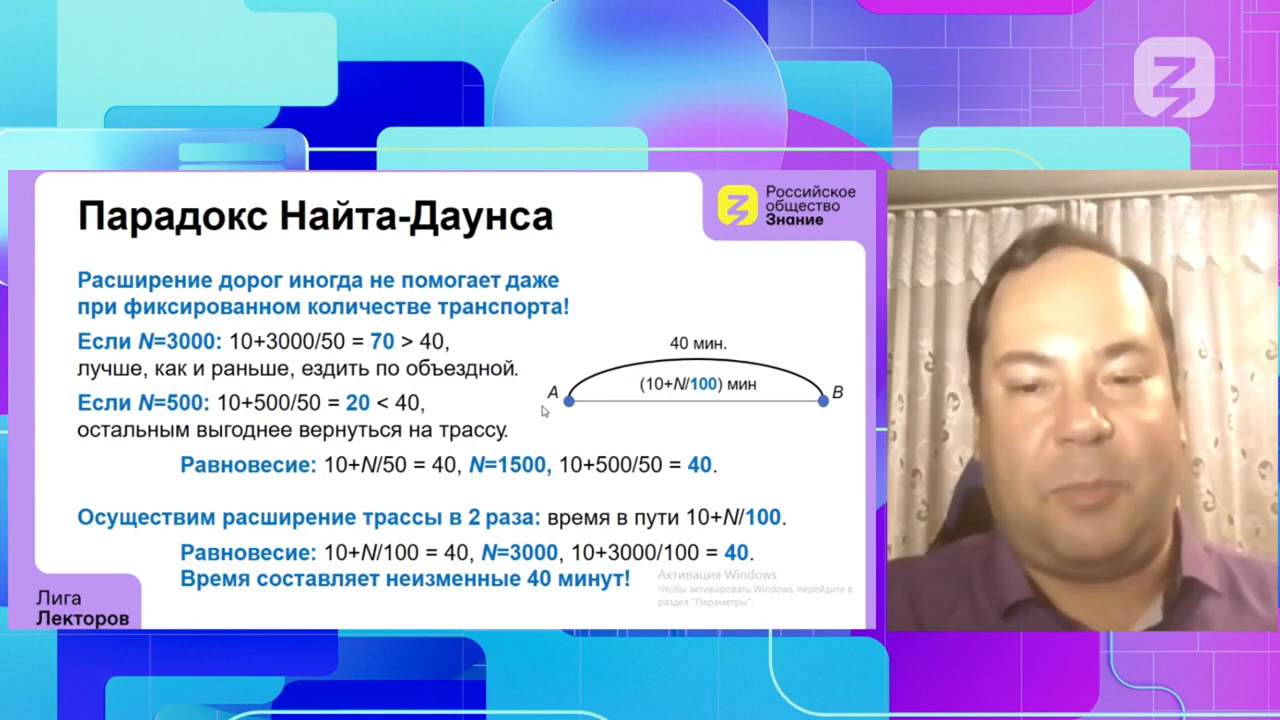 Парадокс Найта-Даунса
Российское
общество
Знание
Расширение дорог иногда не помогает даже
при фиксированном количестве транспорта!
Если N=3000: 10+3000/50 = 70 > 40,
лучше, как и раньше, ездить по объездной.
Если N=500: 10+500/50 = 20 < 40,
остальным выгоднее вернуться на трассу.
40 мин.
(10+N/100) мин
A
B
Равновесие: 10+N/50 = 40, N=1500, 10+500/50 = 40.
Осуществим расширение трассы в 2 раза: время в пути 10+N/100.
Равновесие: 10+N/100 = 40, N=3000, 10+3000/100 = 40.
Время составляет неизменные 40 минут!
Активация Windows
Чтобы активировать Windows, перейдите в
раздел "Параметры".
Лига
Лекторов